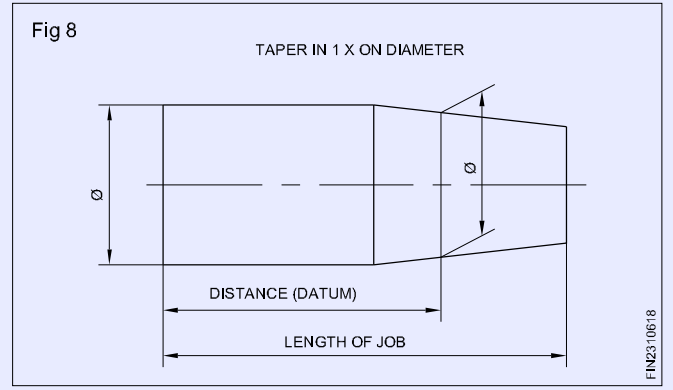 Fig 8
TAPER IN 1 X ON DIAMETER
Ø
Ø
DISTANCE (DATUM)
LENGTH OF JOB
FIN2310618